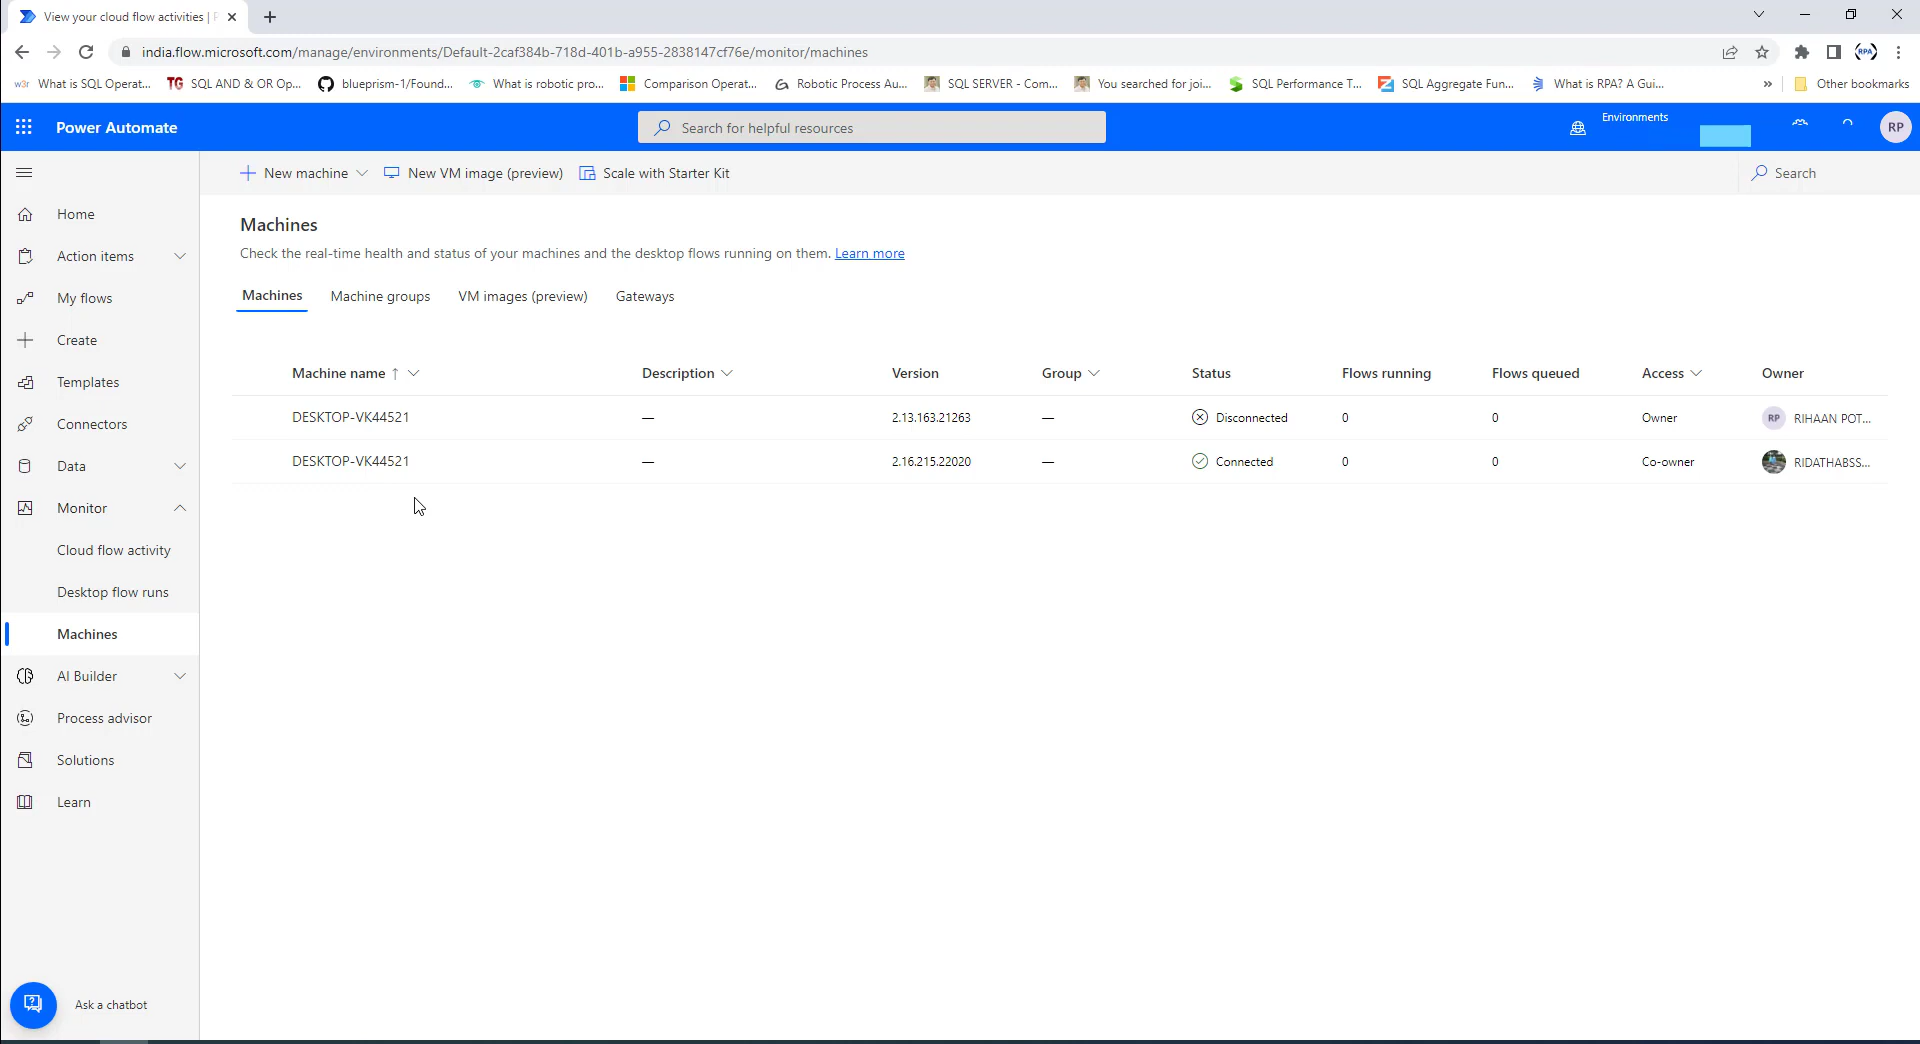 View your cloud flow activities |
india.flow.microsoft.com/manage/environments/Default-2caf384b-718d-401b-a955-2838147cf76e/monitor/machines
What is SQL Operat... SQL AND & OR Op... blueprism-1/Found... What is robotic pro... Comparison Operat... Robotic Process Au... SQL SERVER - Com... You searched for joi... SQL Performance T... SQL Aggregate Fun... What is RPA? A Gui... » Other bookmarks
Power Automate
Search for helpful resources
Environments
RP
New machine
New VM image (preview)
Scale with Starter Kit
Search
Home
Action items
My flows
Create
Templates
Connectors
Data
Monitor
Cloud flow activity
Desktop flow runs
Machines
AI Builder
Process advisor
Solutions
Learn
Ask a chatbot
Machines
Check the real-time health and status of your machines and the desktop flows running on them. Learn more
Machines Machine groups VM images (preview) Gateways
Machine name ↑ Description Version Group Status Flows running Flows queued Access Owner
DESKTOP-VK44521 — 2.13.163.21263 — Disconnected 0 0 Owner RP RIHAAN POT...
DESKTOP-VK44521 — 2.16.215.22020 — Connected 0 0 Co-owner RIDATHABSS...